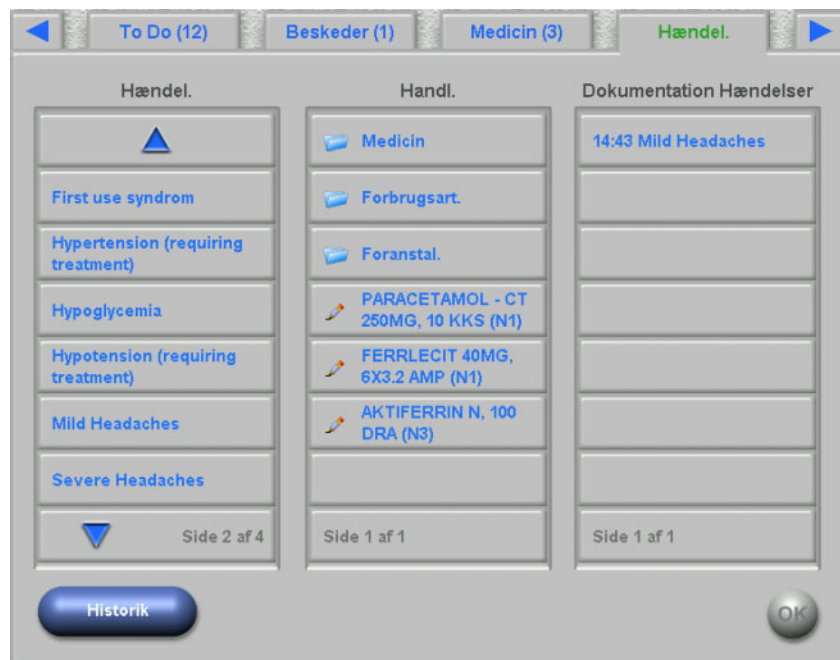 To Do (12)
Beskeder (1)
Medicin (3)
Hændel.
Hændel.
First use syndrom
Hypertension (requiring
treatment)
Hypoglycemia
Hypotension (requiring
treatment)
Mild Headaches
Severe Headaches
Side 2 af 4
Handl.
Medicin
Forbrugsart.
Foranstal.
PARACETAMOL - CT
250MG, 10 KKS (N1)
FERRLECIT 40MG,
6X3.2 AMP (N1)
AKTIFERRIN N, 100
DRA (N3)
Side 1 af 1
Dokumentation Hændelser
14:43 Mild Headaches
Side 1 af 1
Historik
OK